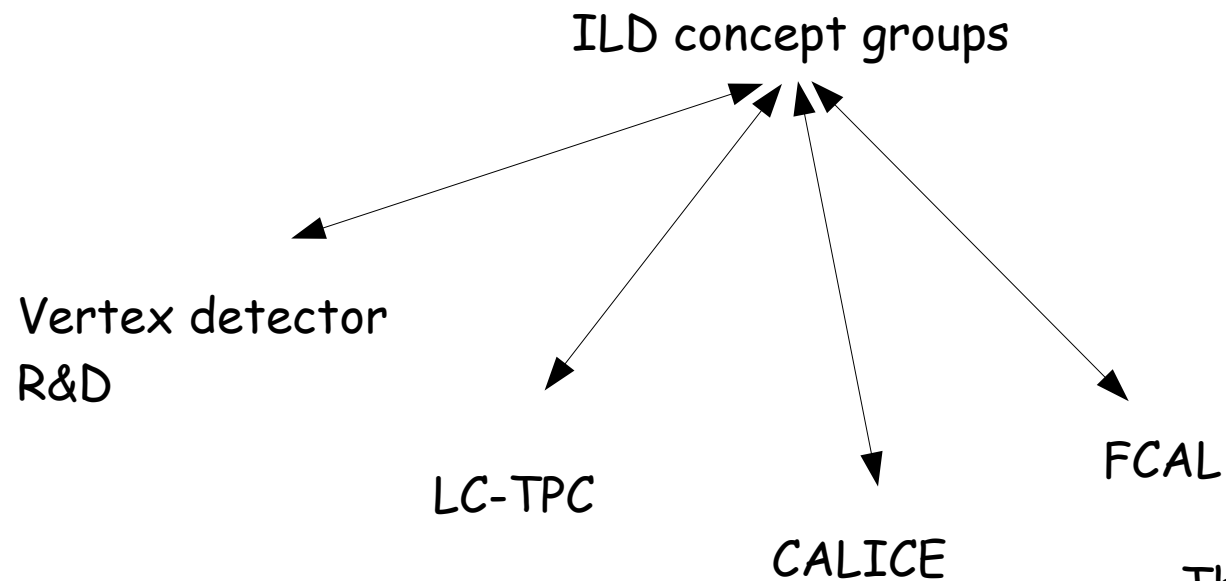 ILD concept groups
Vertex detector
R&D
FCAL
LC-TPC
CALICE